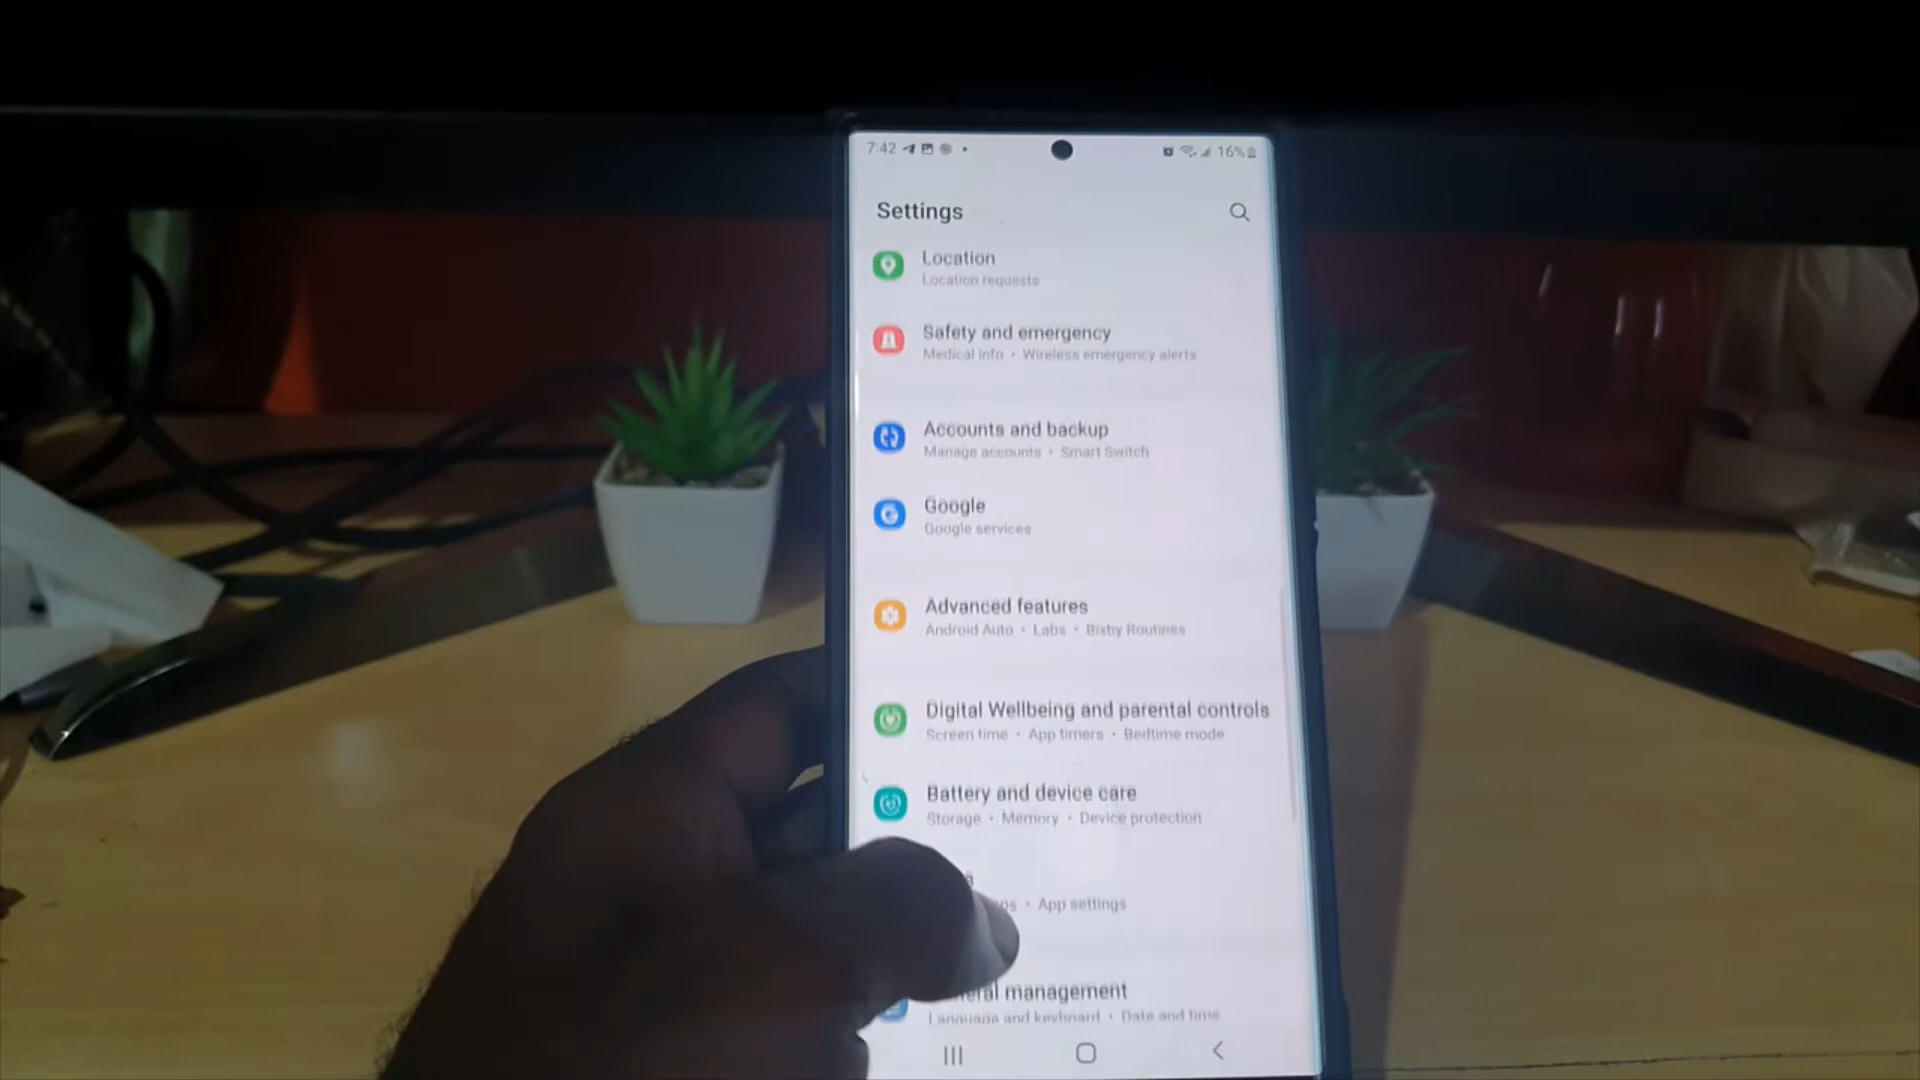 7:42 16%
Settings
Location
Location requests
Safety and emergency
Medical info • Wireless emergency alerts
Accounts and backup
Manage accounts • Smart Switch
Google
Google services
Advanced features
Android Auto • Labs • Bixby Routines
Digital Wellbeing and parental controls
Screen time • App timers • Bedtime mode
Battery and device care
Storage • Memory • Device protection
• App settings
management
Language and keyboard • Date and time